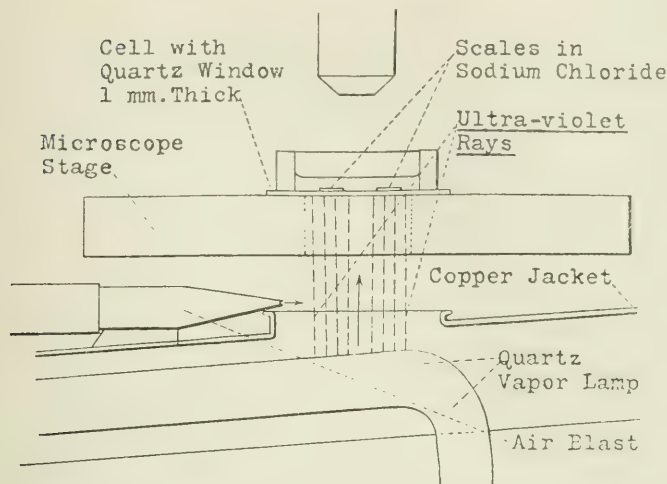 Cell with
Quartz Window
1 mm. Thick
Scales in
Sodium Chloride
Ultra-violet
Rays
Microscope
Stage
Copper Jacket
Quartz
Vapor Lamp
Air Blast